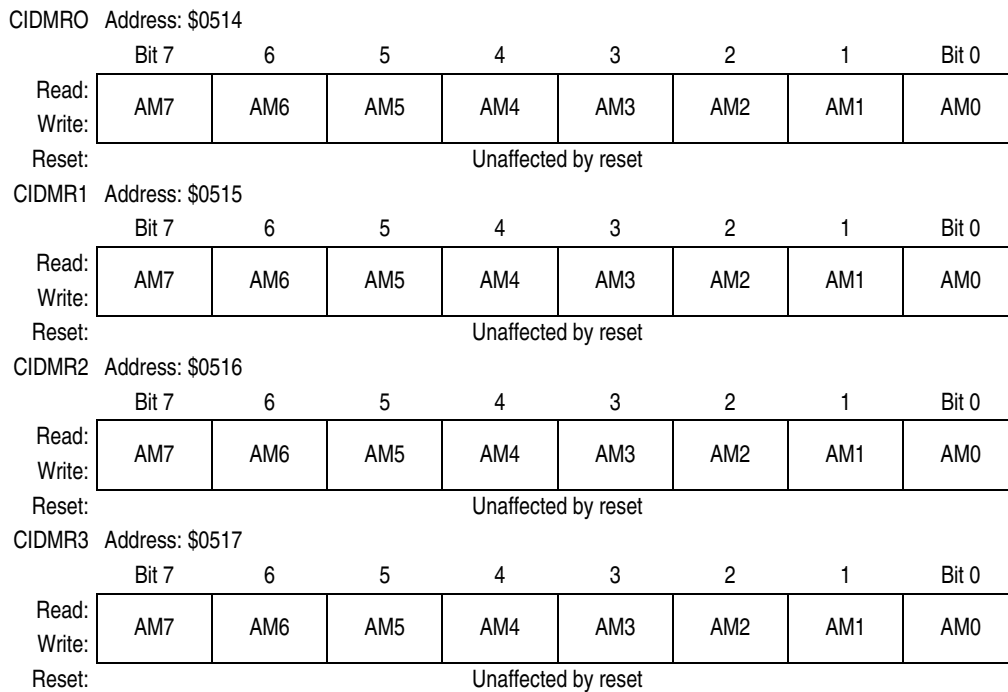 CIDMRO Address: $0514
Bit 7 6 5 4 3 2 1 Bit 0
Read:
AM7 AM6 AM5 AM4 AM3 AM2 AM1 AM0
Write:
Reset: Unaffected by reset
CIDMR1 Address: $0515
Bit 7 6 5 4 3 2 1 Bit 0
Read:
AM7 AM6 AM5 AM4 AM3 AM2 AM1 AM0
Write:
Reset: Unaffected by reset
CIDMR2 Address: $0516
Bit 7 6 5 4 3 2 1 Bit 0
Read:
AM7 AM6 AM5 AM4 AM3 AM2 AM1 AM0
Write:
Reset: Unaffected by reset
CIDMR3 Address: $0517
Bit 7 6 5 4 3 2 1 Bit 0
Read:
AM7 AM6 AM5 AM4 AM3 AM2 AM1 AM0
Write:
Reset: Unaffected by reset